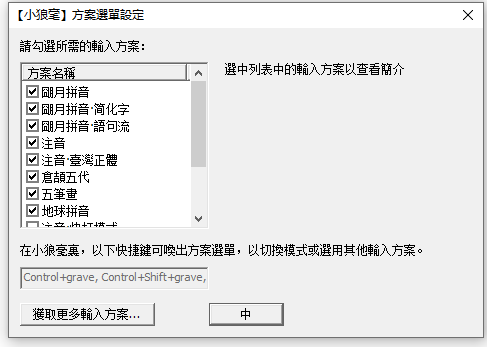 【小狼毫】方案選單設定
請勾選所需的輸入方案：
方案名稱
選中列表中的輸入方案以查看簡介
朙月拼音
朙月拼音·简化字
朙月拼音·語句流
注音
注音·臺灣正體
倉頡五代
五筆畫
地球拼音
注音·快打模式
在小狼毫裏，以下快捷鍵可喚出方案選單，以切換模式或選用其他輸入方案。
Control+grave, Control+Shift+grave,
獲取更多輸入方案...
中